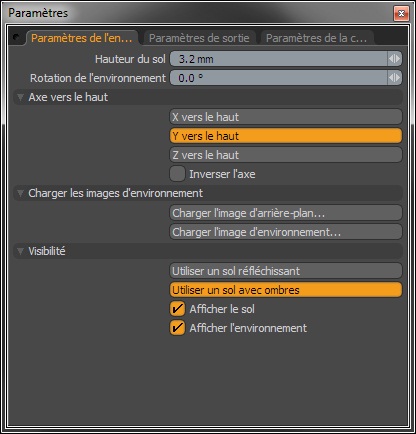 Paramètres
Paramètres de l'en... Paramètres de sortie Paramètres de la c...
Hauteur du sol 3.2 mm
Rotation de l'environnement 0.0 °
Axe vers le haut
X vers le haut
Y vers le haut
Z vers le haut
Inverser l'axe
Charger les images d'environnement
Charger l'image d'arrière-plan...
Charger l'image d'environnement...
Visibilité
Utiliser un sol réfléchissant
Utiliser un sol avec ombres
Afficher le sol
Afficher l'environnement